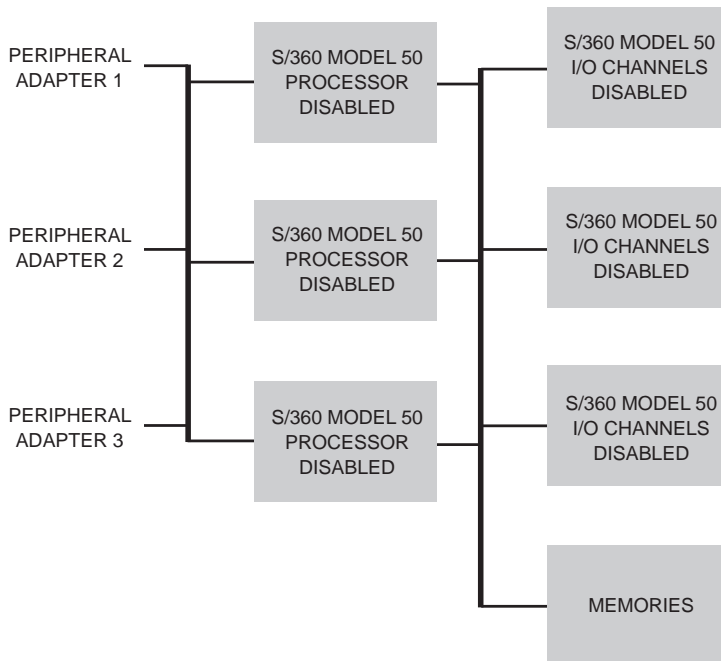 PERIPHERAL
ADAPTER 1
S/360 MODEL 50
PROCESSOR
DISABLED
S/360 MODEL 50
I/O CHANNELS
DISABLED
PERIPHERAL
ADAPTER 2
S/360 MODEL 50
PROCESSOR
DISABLED
S/360 MODEL 50
I/O CHANNELS
DISABLED
PERIPHERAL
ADAPTER 3
S/360 MODEL 50
PROCESSOR
DISABLED
S/360 MODEL 50
I/O CHANNELS
DISABLED
MEMORIES